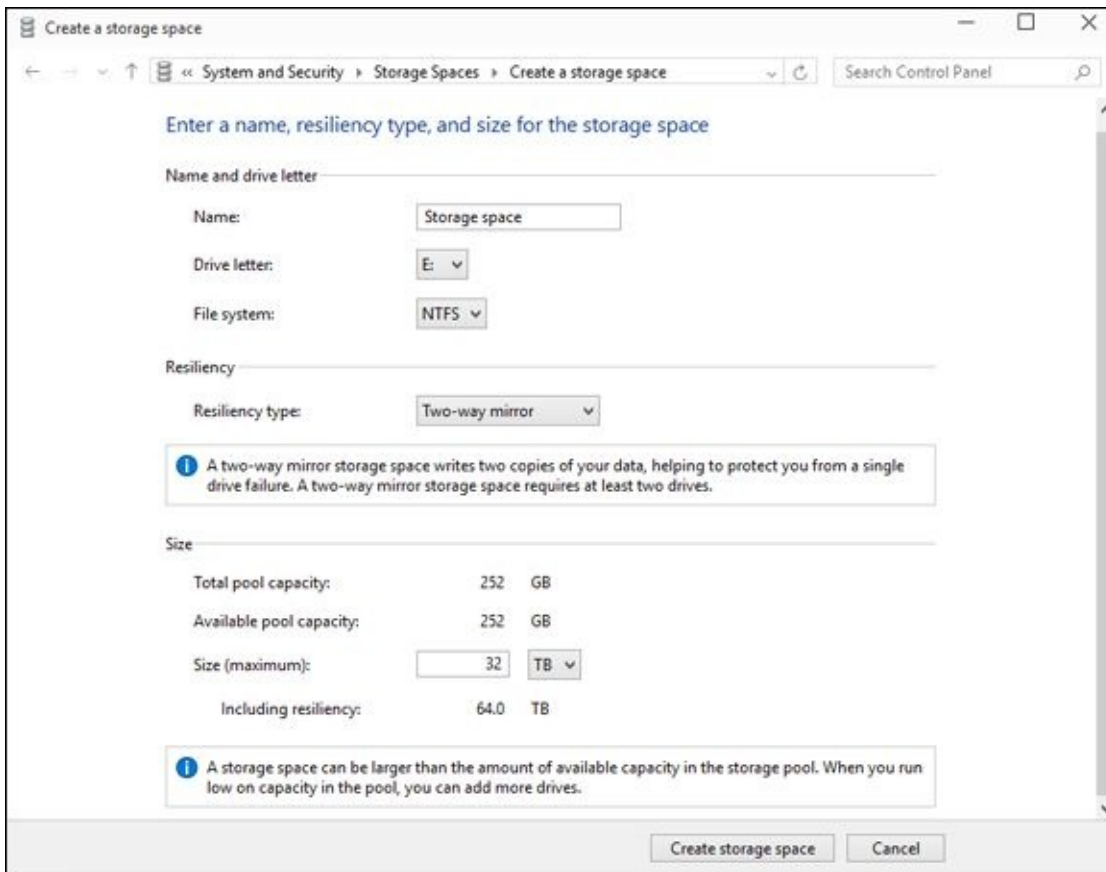 Create a storage space
« System and Security ▸ Storage Spaces ▸ Create a storage space
Search Control Panel
Enter a name, resiliency type, and size for the storage space
Name and drive letter
Name: Storage space
Drive letter: E:
File system: NTFS
Resiliency
Resiliency type: Two-way mirror
A two-way mirror storage space writes two copies of your data, helping to protect you from a single
drive failure. A two-way mirror storage space requires at least two drives.
Size
Total pool capacity: 252 GB
Available pool capacity: 252 GB
Size (maximum): 32 TB
Including resiliency: 64.0 TB
A storage space can be larger than the amount of available capacity in the storage pool. When you run
low on capacity in the pool, you can add more drives.
Create storage space Cancel